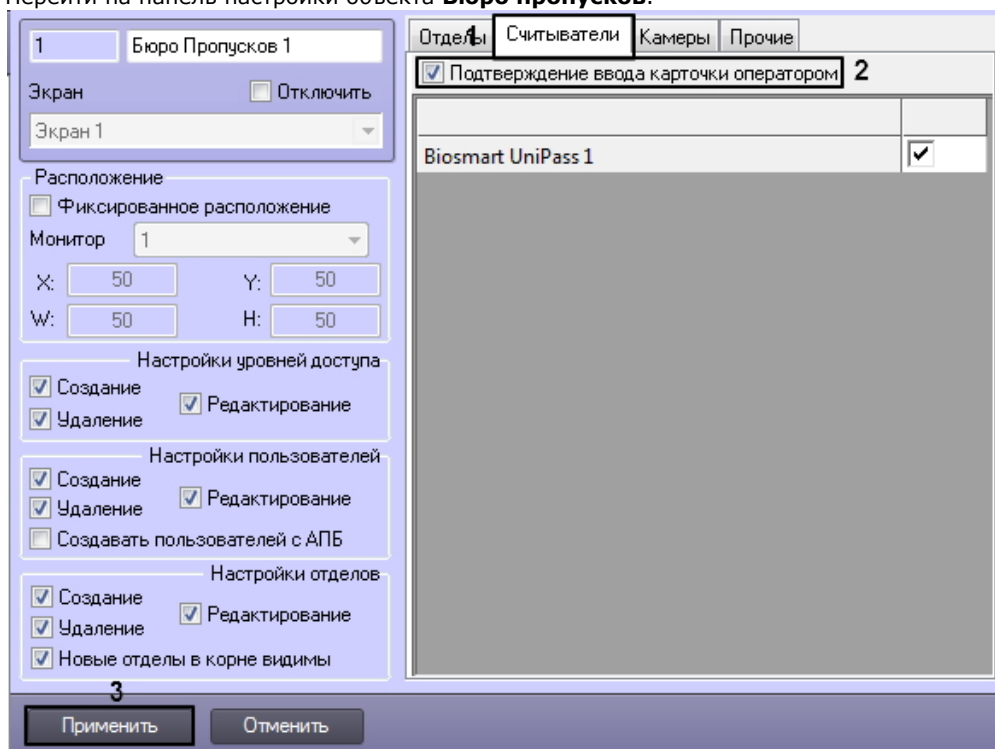 Перейти на панель настройки объекта Бюро пропусков.
1 Бюро Пропусков 1
Экран Отключить
Экран 1
Расположение
Фиксированное расположение
Монитор 1
X: 50 Y: 50
W: 50 H: 50
Настройки уровней доступа
Создание
Редактирование
Удаление
Настройки пользователей
Создание
Редактирование
Удаление
Создавать пользователей с АПБ
Настройки отделов
Создание
Редактирование
Удаление
Новые отделы в корне видимы
3
Применить Отменить
Отделы 1 Считыватели Камеры Прочие
Подтверждение ввода карточки оператором 2
Biosmart UniPass 1